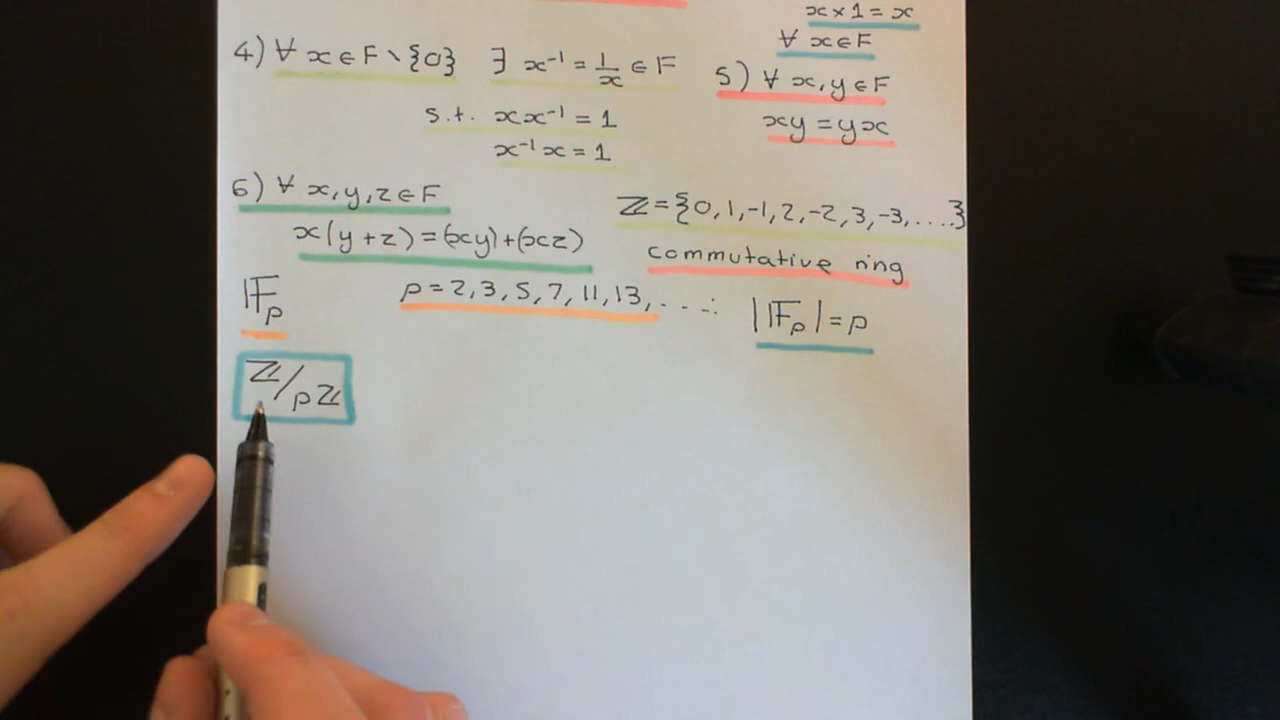 x × 1 = x
∀ x ∈ F
4) ∀ x ∈ F \ {0} ∃ x⁻¹ = 1/x ∈ F
s.t. xx⁻¹ = 1
x⁻¹x = 1
5) ∀ x, y ∈ F
xy = yx
6) ∀ x, y, z ∈ F
x(y + z) = (xy) + (xz)
ℤ = {0, 1, -1, 2, -2, 3, -3, ....}
commutative ring
𝔽ₚ
p = 2, 3, 5, 7, 11, 13, . . . .
|𝔽ₚ| = p
ℤ/pℤ